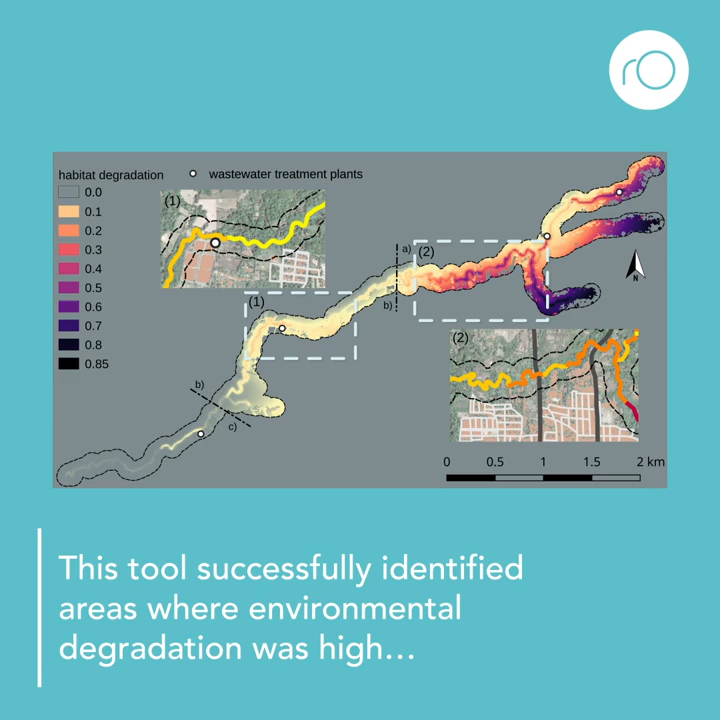 rO
habitat degradation
wastewater treatment plants
0.0
0.1
0.2
0.3
0.4
0.5
0.6
0.7
0.8
0.85
(1)
a)
(2)
b)
(1)
N
(2)
b)
c)
0 0.5 1 1.5 2 km
This tool successfully identified
areas where environmental
degradation was high...